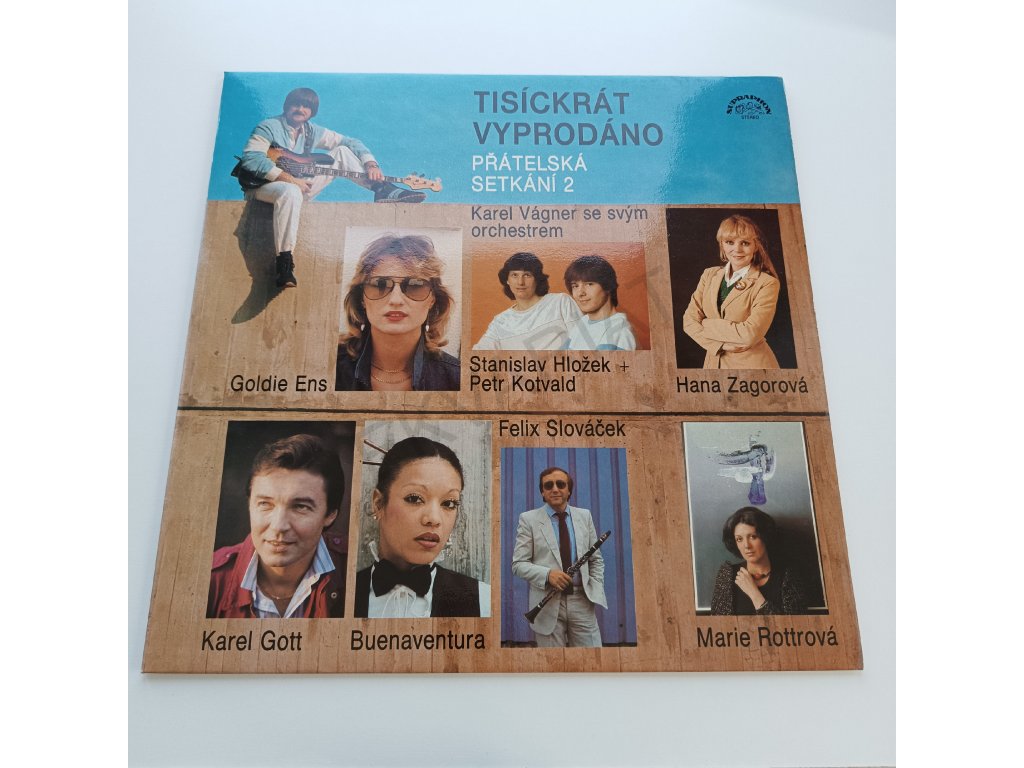 TISÍCKRÁT
VYPRODÁNO
PŘÁTELSKÁ
SETKÁNÍ 2
SUPRAPHON
STEREO
Karel Vágner se svým
orchestrem
Goldie Ens
Stanislav Hložek +
Petr Kotvald
Hana Zagorová
Felix Slováček
Karel Gott
Buenaventura
Marie Rottrová